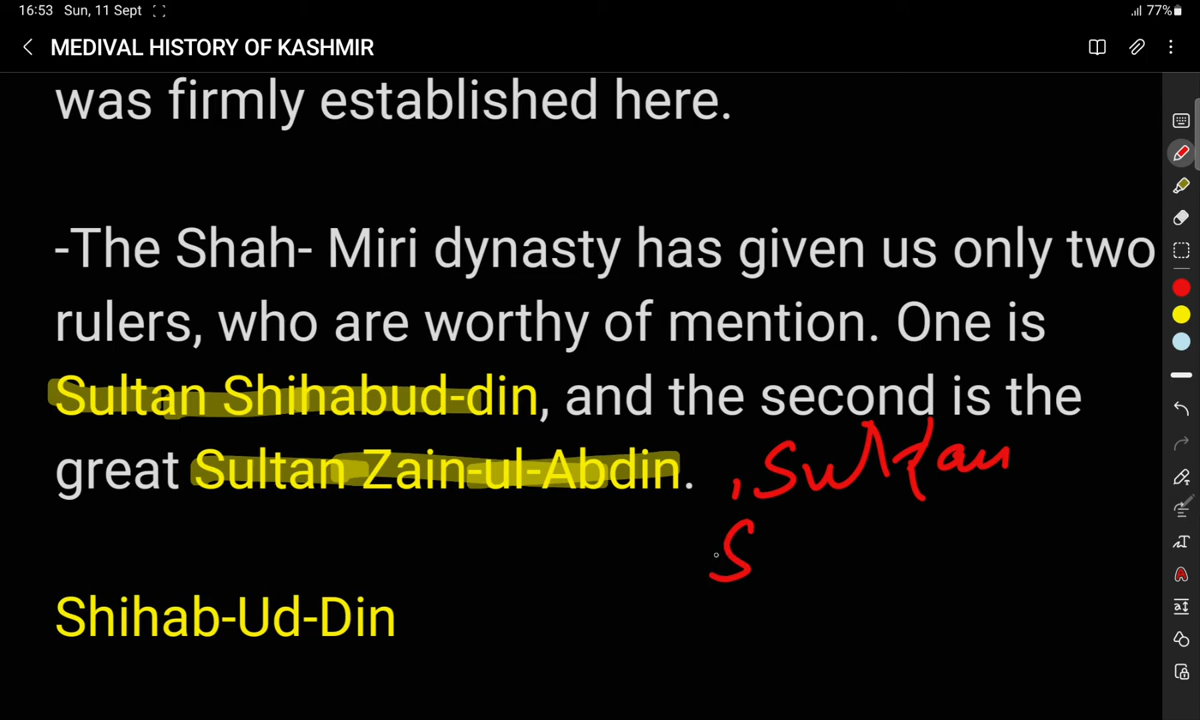 16:53 Sun, 11 Sept 77%
MEDIVAL HISTORY OF KASHMIR
was firmly established here.
-The Shah- Miri dynasty has given us only two
rulers, who are worthy of mention. One is
Sultan Shihabud-din, and the second is the
great Sultan Zain-ul-Abdin. , Sultan
S
Shihab-Ud-Din